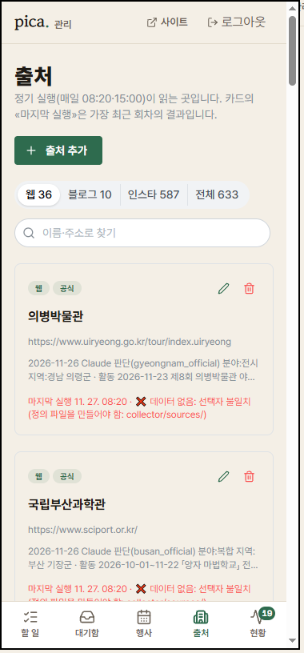 pica. 관리
사이트
로그아웃
출처
정기 실행(매일 08:20·15:00)이 읽는 곳입니다. 카드의
«마지막 실행»은 가장 최근 회차의 결과입니다.
+ 출처 추가
웹 36 블로그 10 인스타 587 전체 633
이름·주소로 찾기
웹 공식
의병박물관
https://www.uiryeong.go.kr/tour/index.uiryeong
2026-11-26 Claude 판단(gyeongnam_official) 분야:전시
지역:경남 의령군 · 활동 2026-11-23 제8회 의병박물관 야...
마지막 실행 11. 27. 08:20 · ❌ 데이터 없음: 선택자 불일치
(정의 파일을 만들어야 함: collector/sources/)
웹 공식
국립부산과학관
https://www.sciport.or.kr/
2026-11-26 Claude 판단(busan_official) 분야:복합 지역:
부산 기장군 · 활동 2026-10-01~11-22 「양자 마법학교」 전...
마지막 실행 11. 27. 08:20 · ❌ 데이터 없음: 선택자 불일치
할 일
대기함
행사
출처
19
현황